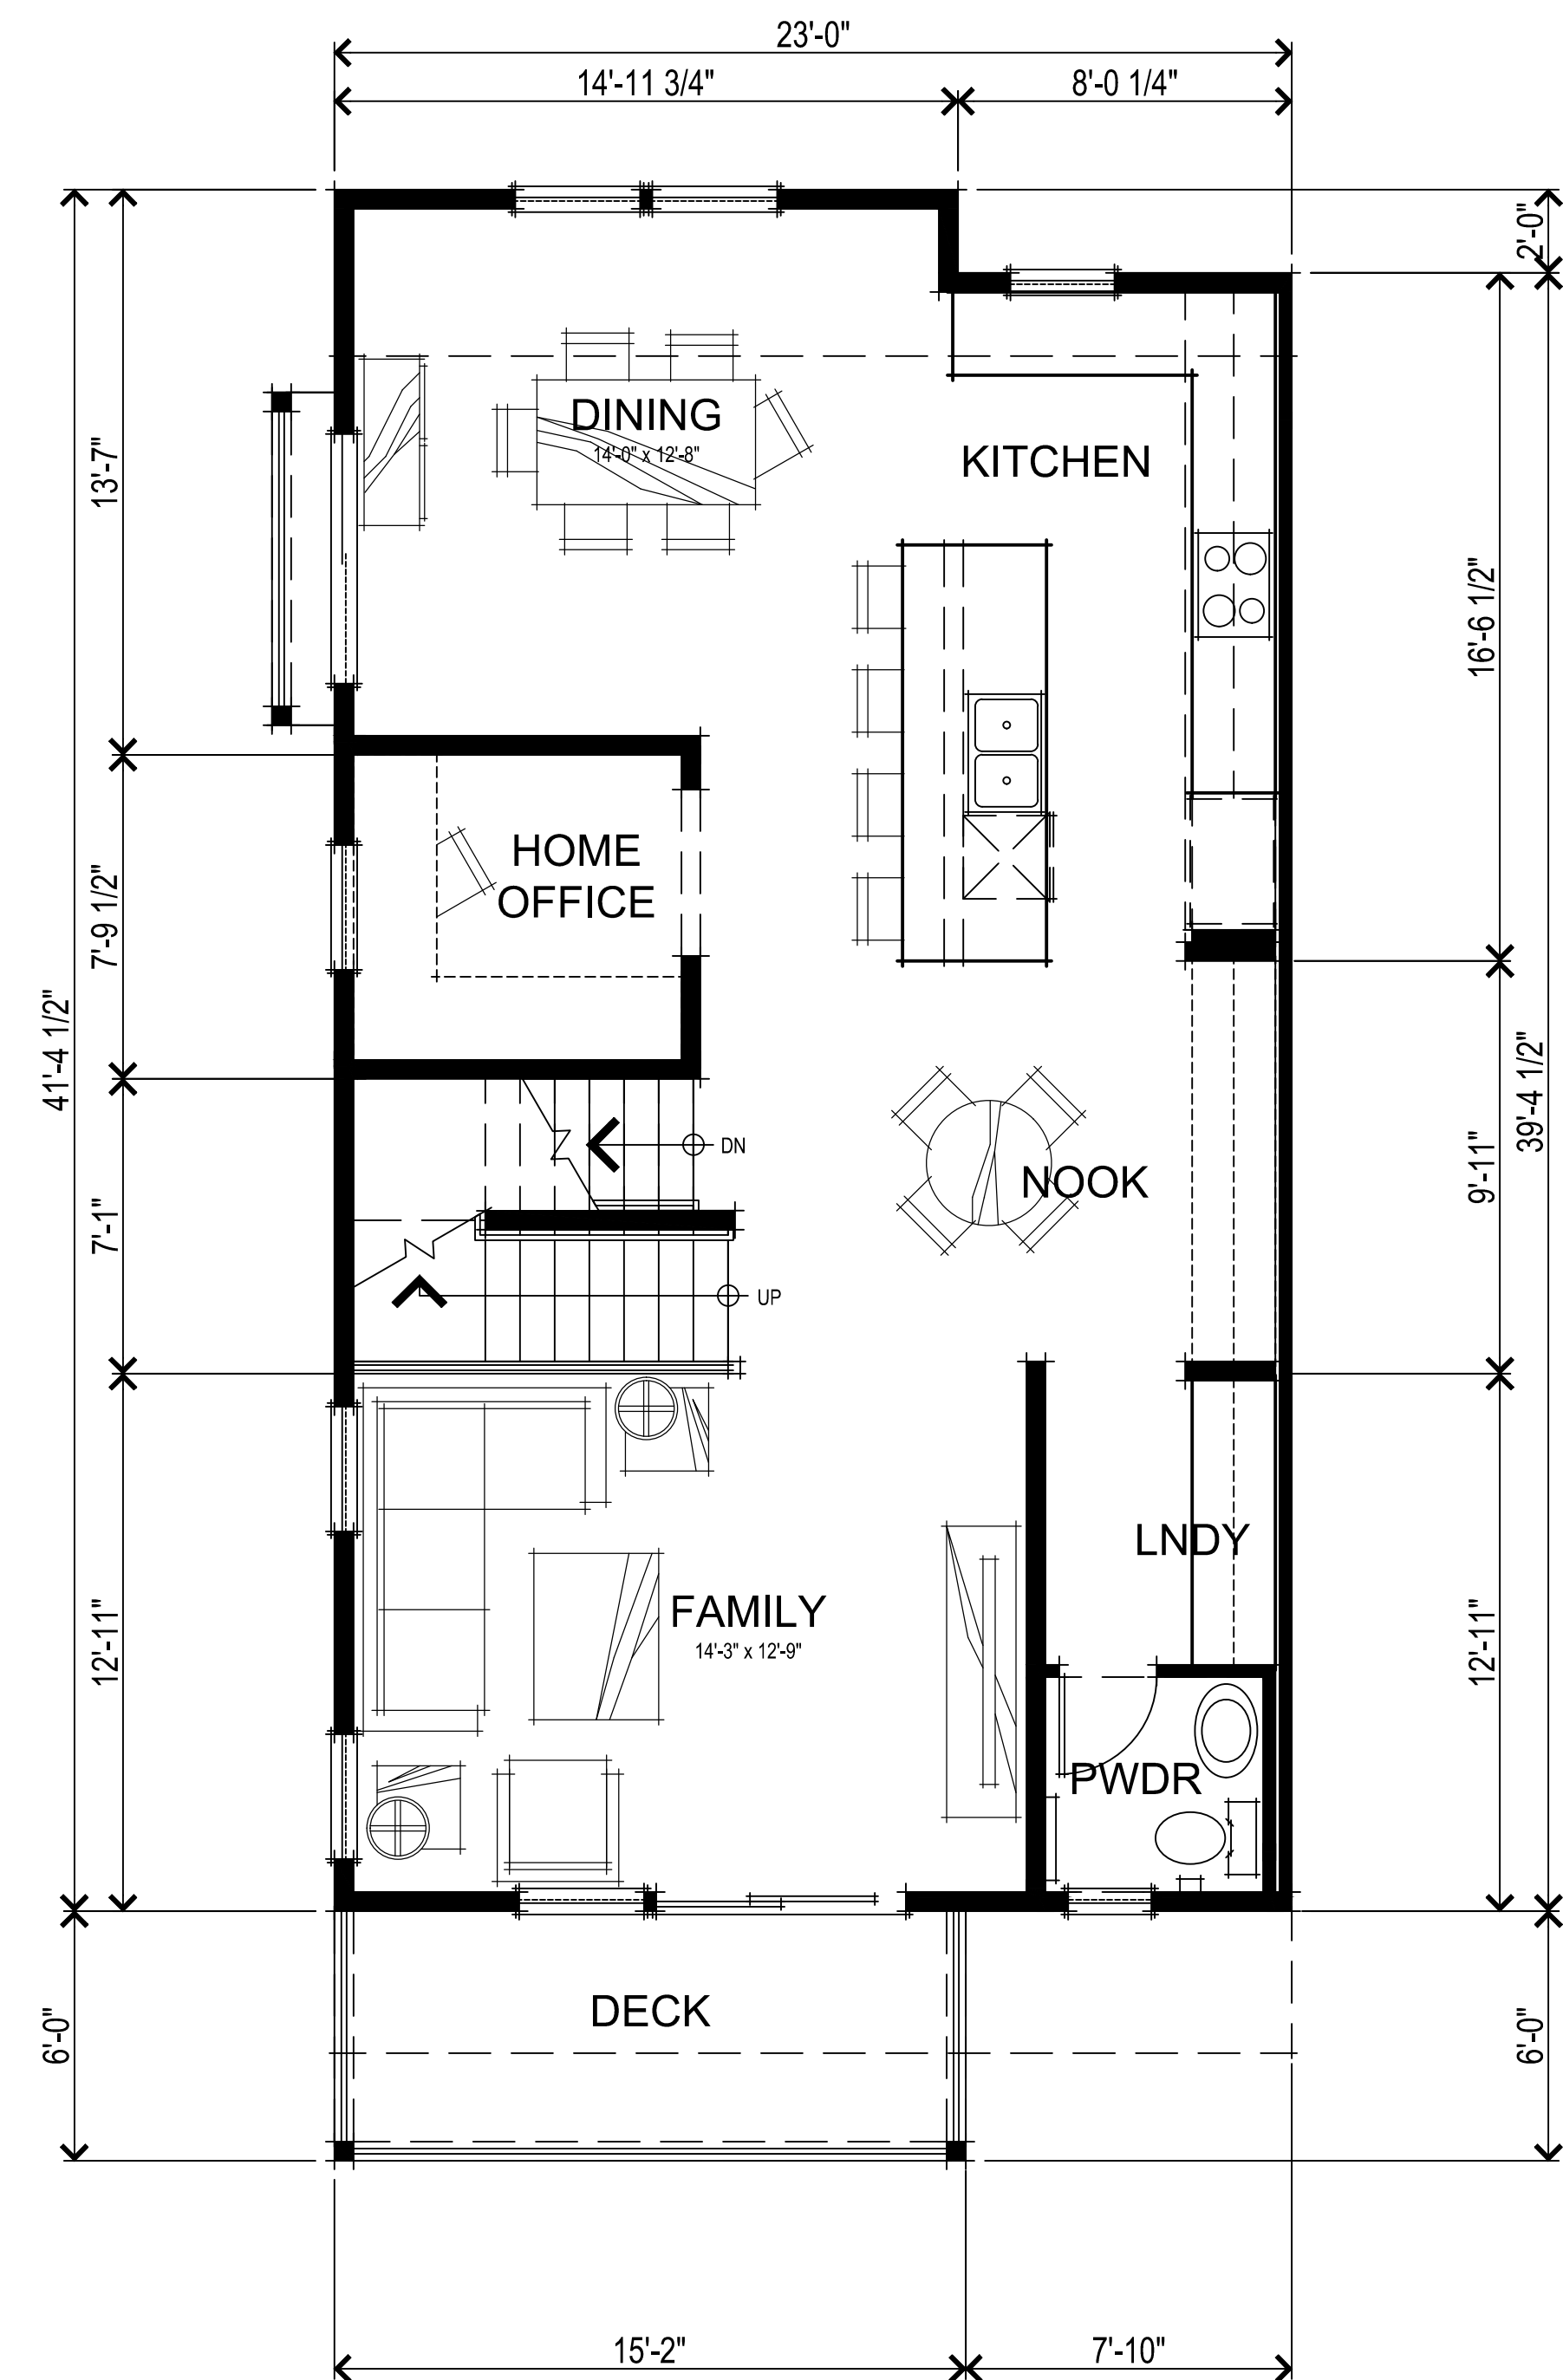 23'-0"
14'-11 3/4"
8'-0 1/4"
2'-0"
DINING
14'-0" x 12'-8"
KITCHEN
13'-7"
16'-6 1/2"
HOME
OFFICE
7'-9 1/2"
41'-4 1/2"
39'-4 1/2"
DN
NOOK
9'-11"
7'-1"
UP
LNDY
FAMILY
14'-3" x 12'-9"
12'-11"
12'-11"
PWDR
DECK
6'-0"
6'-0"
15'-2"
7'-10"